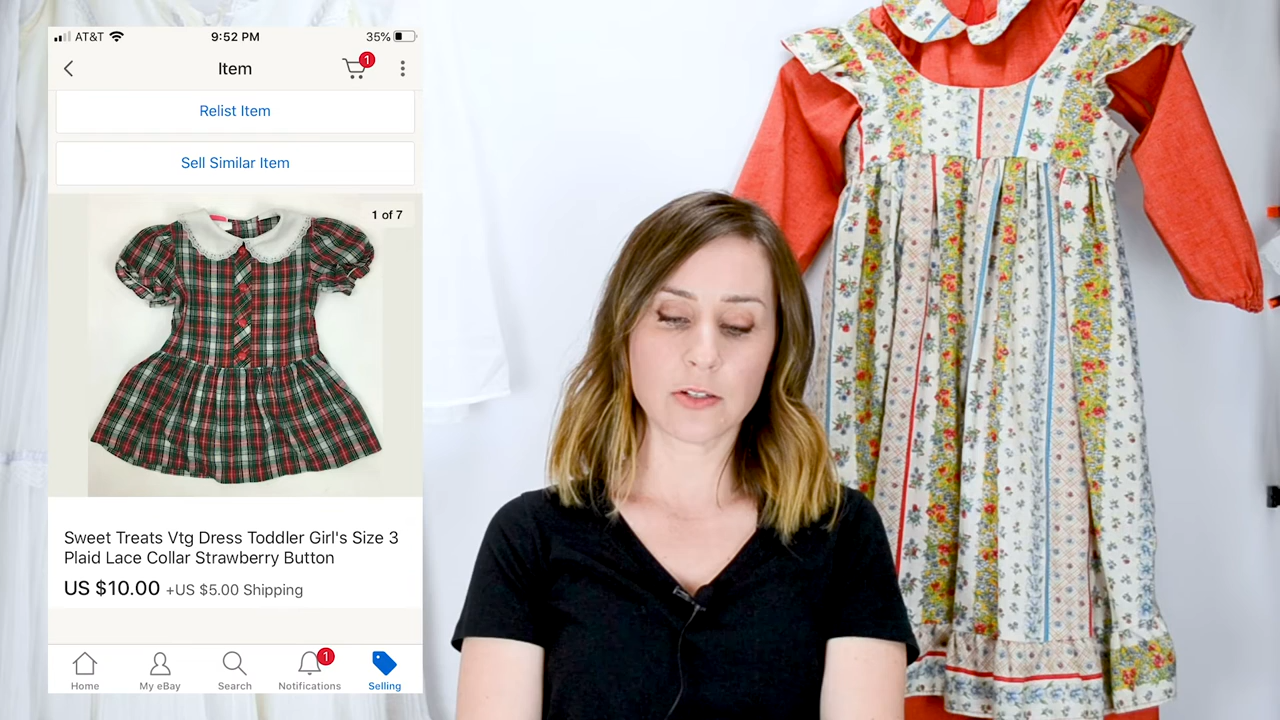 AT&T 9:52 PM 35%
Item 1
Relist Item
Sell Similar Item
1 of 7
Sweet Treats Vtg Dress Toddler Girl's Size 3
Plaid Lace Collar Strawberry Button
US $10.00 +US $5.00 Shipping
1
Home My eBay Search Notifications Selling